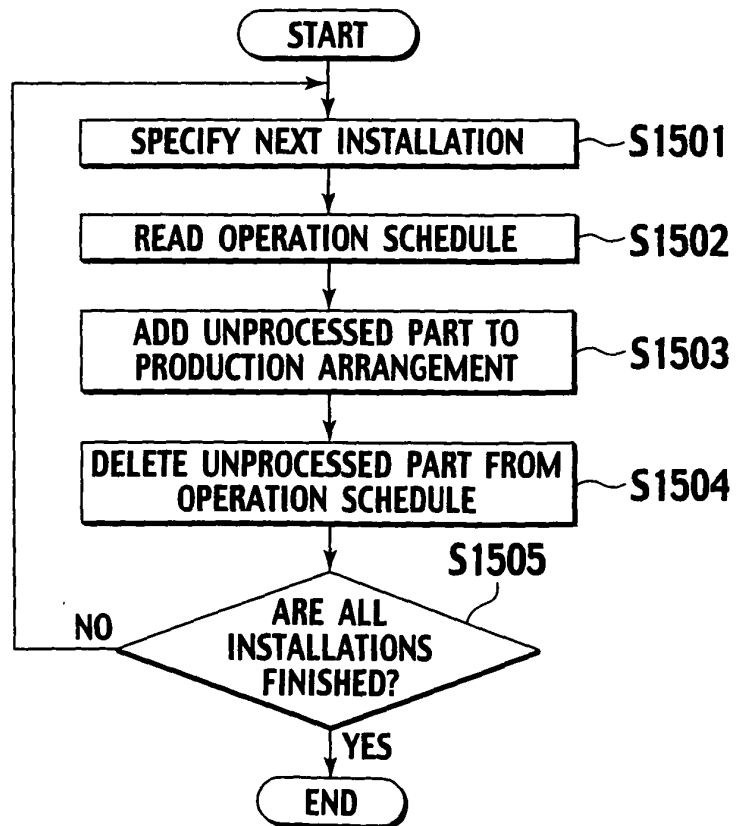 START
SPECIFY NEXT INSTALLATION
S1501
READ OPERATION SCHEDULE
S1502
ADD UNPROCESSED PART TO
PRODUCTION ARRANGEMENT
S1503
DELETE UNPROCESSED PART FROM
OPERATION SCHEDULE
S1504
S1505
ARE ALL
INSTALLATIONS
FINISHED?
NO
YES
END